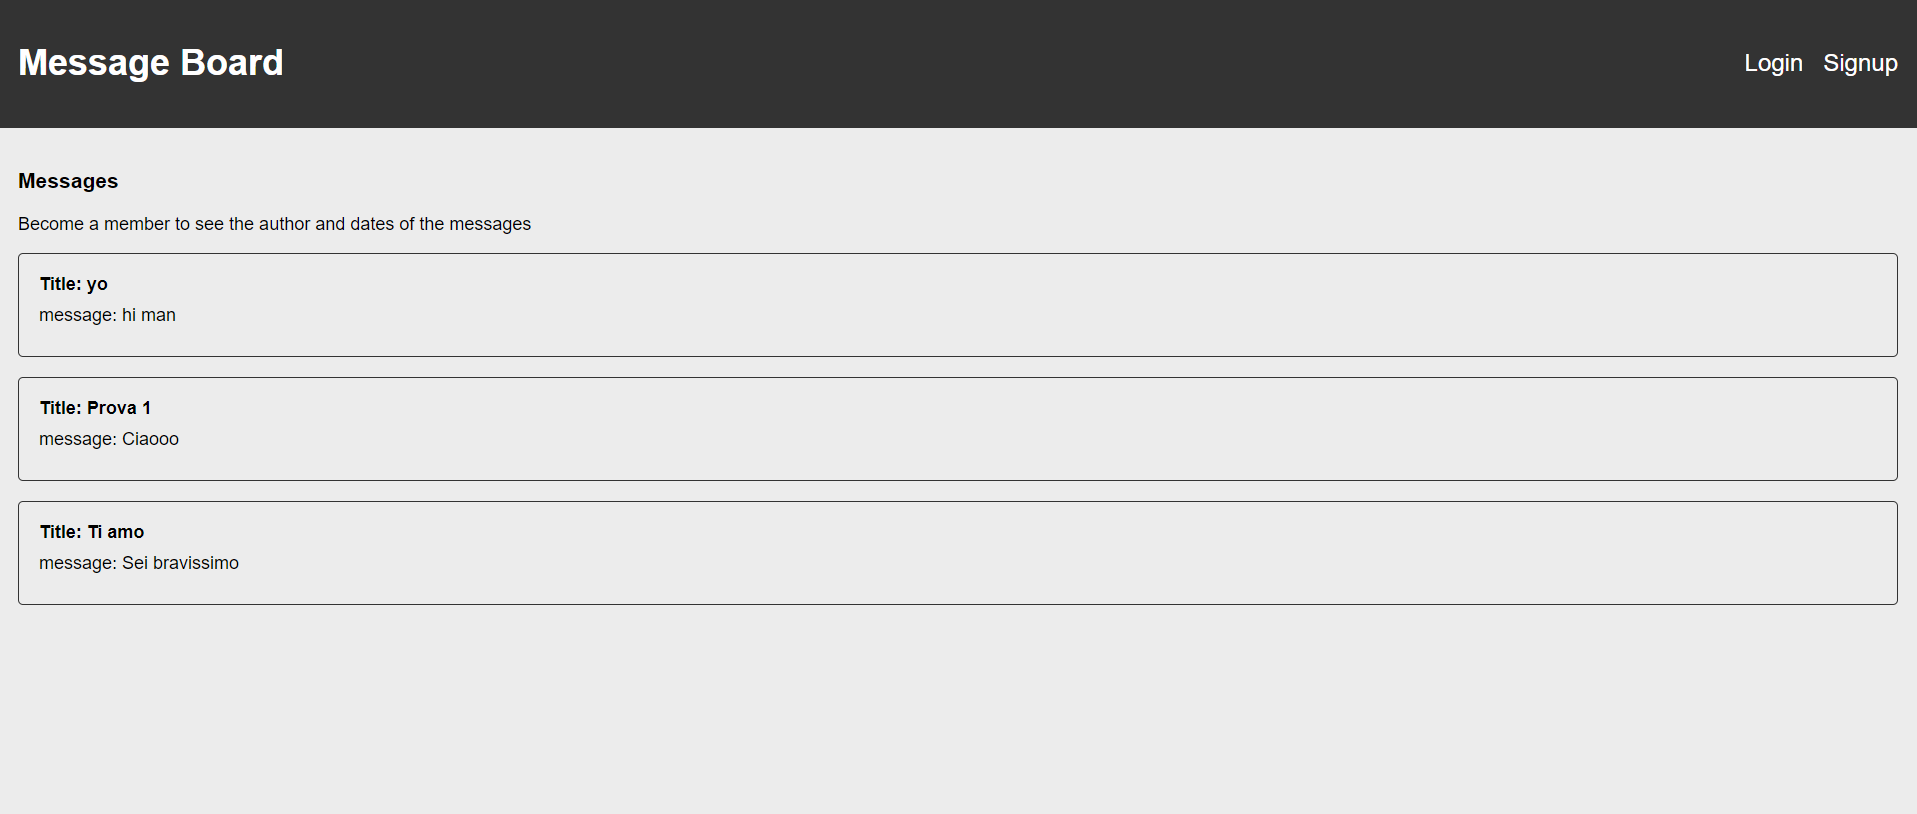 Message Board
Login Signup
Messages
Become a member to see the author and dates of the messages
Title: yo
message: hi man
Title: Prova 1
message: Ciaooo
Title: Ti amo
message: Sei bravissimo